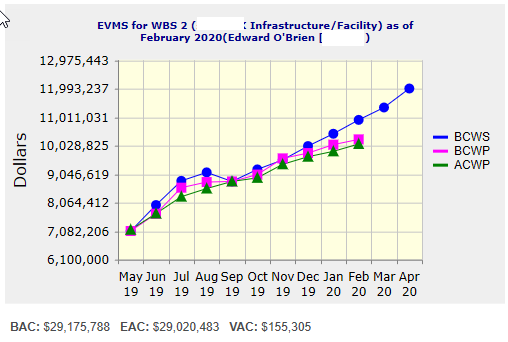 EVMS for WBS 2 ( Infrastructure/Facility) as of
February 2020(Edward O'Brien [ )
12,975,443
11,993,237
11,011,031
10,028,825
9,046,619
8,064,412
7,082,206
6,100,000
Dollars
BCWS
BCWP
ACWP
May Jun Jul Aug Sep Oct Nov Dec Jan Feb Mar Apr
19 19 19 19 19 19 19 19 20 20 20 20
BAC: $29,175,788 EAC: $29,020,483 VAC: $155,305